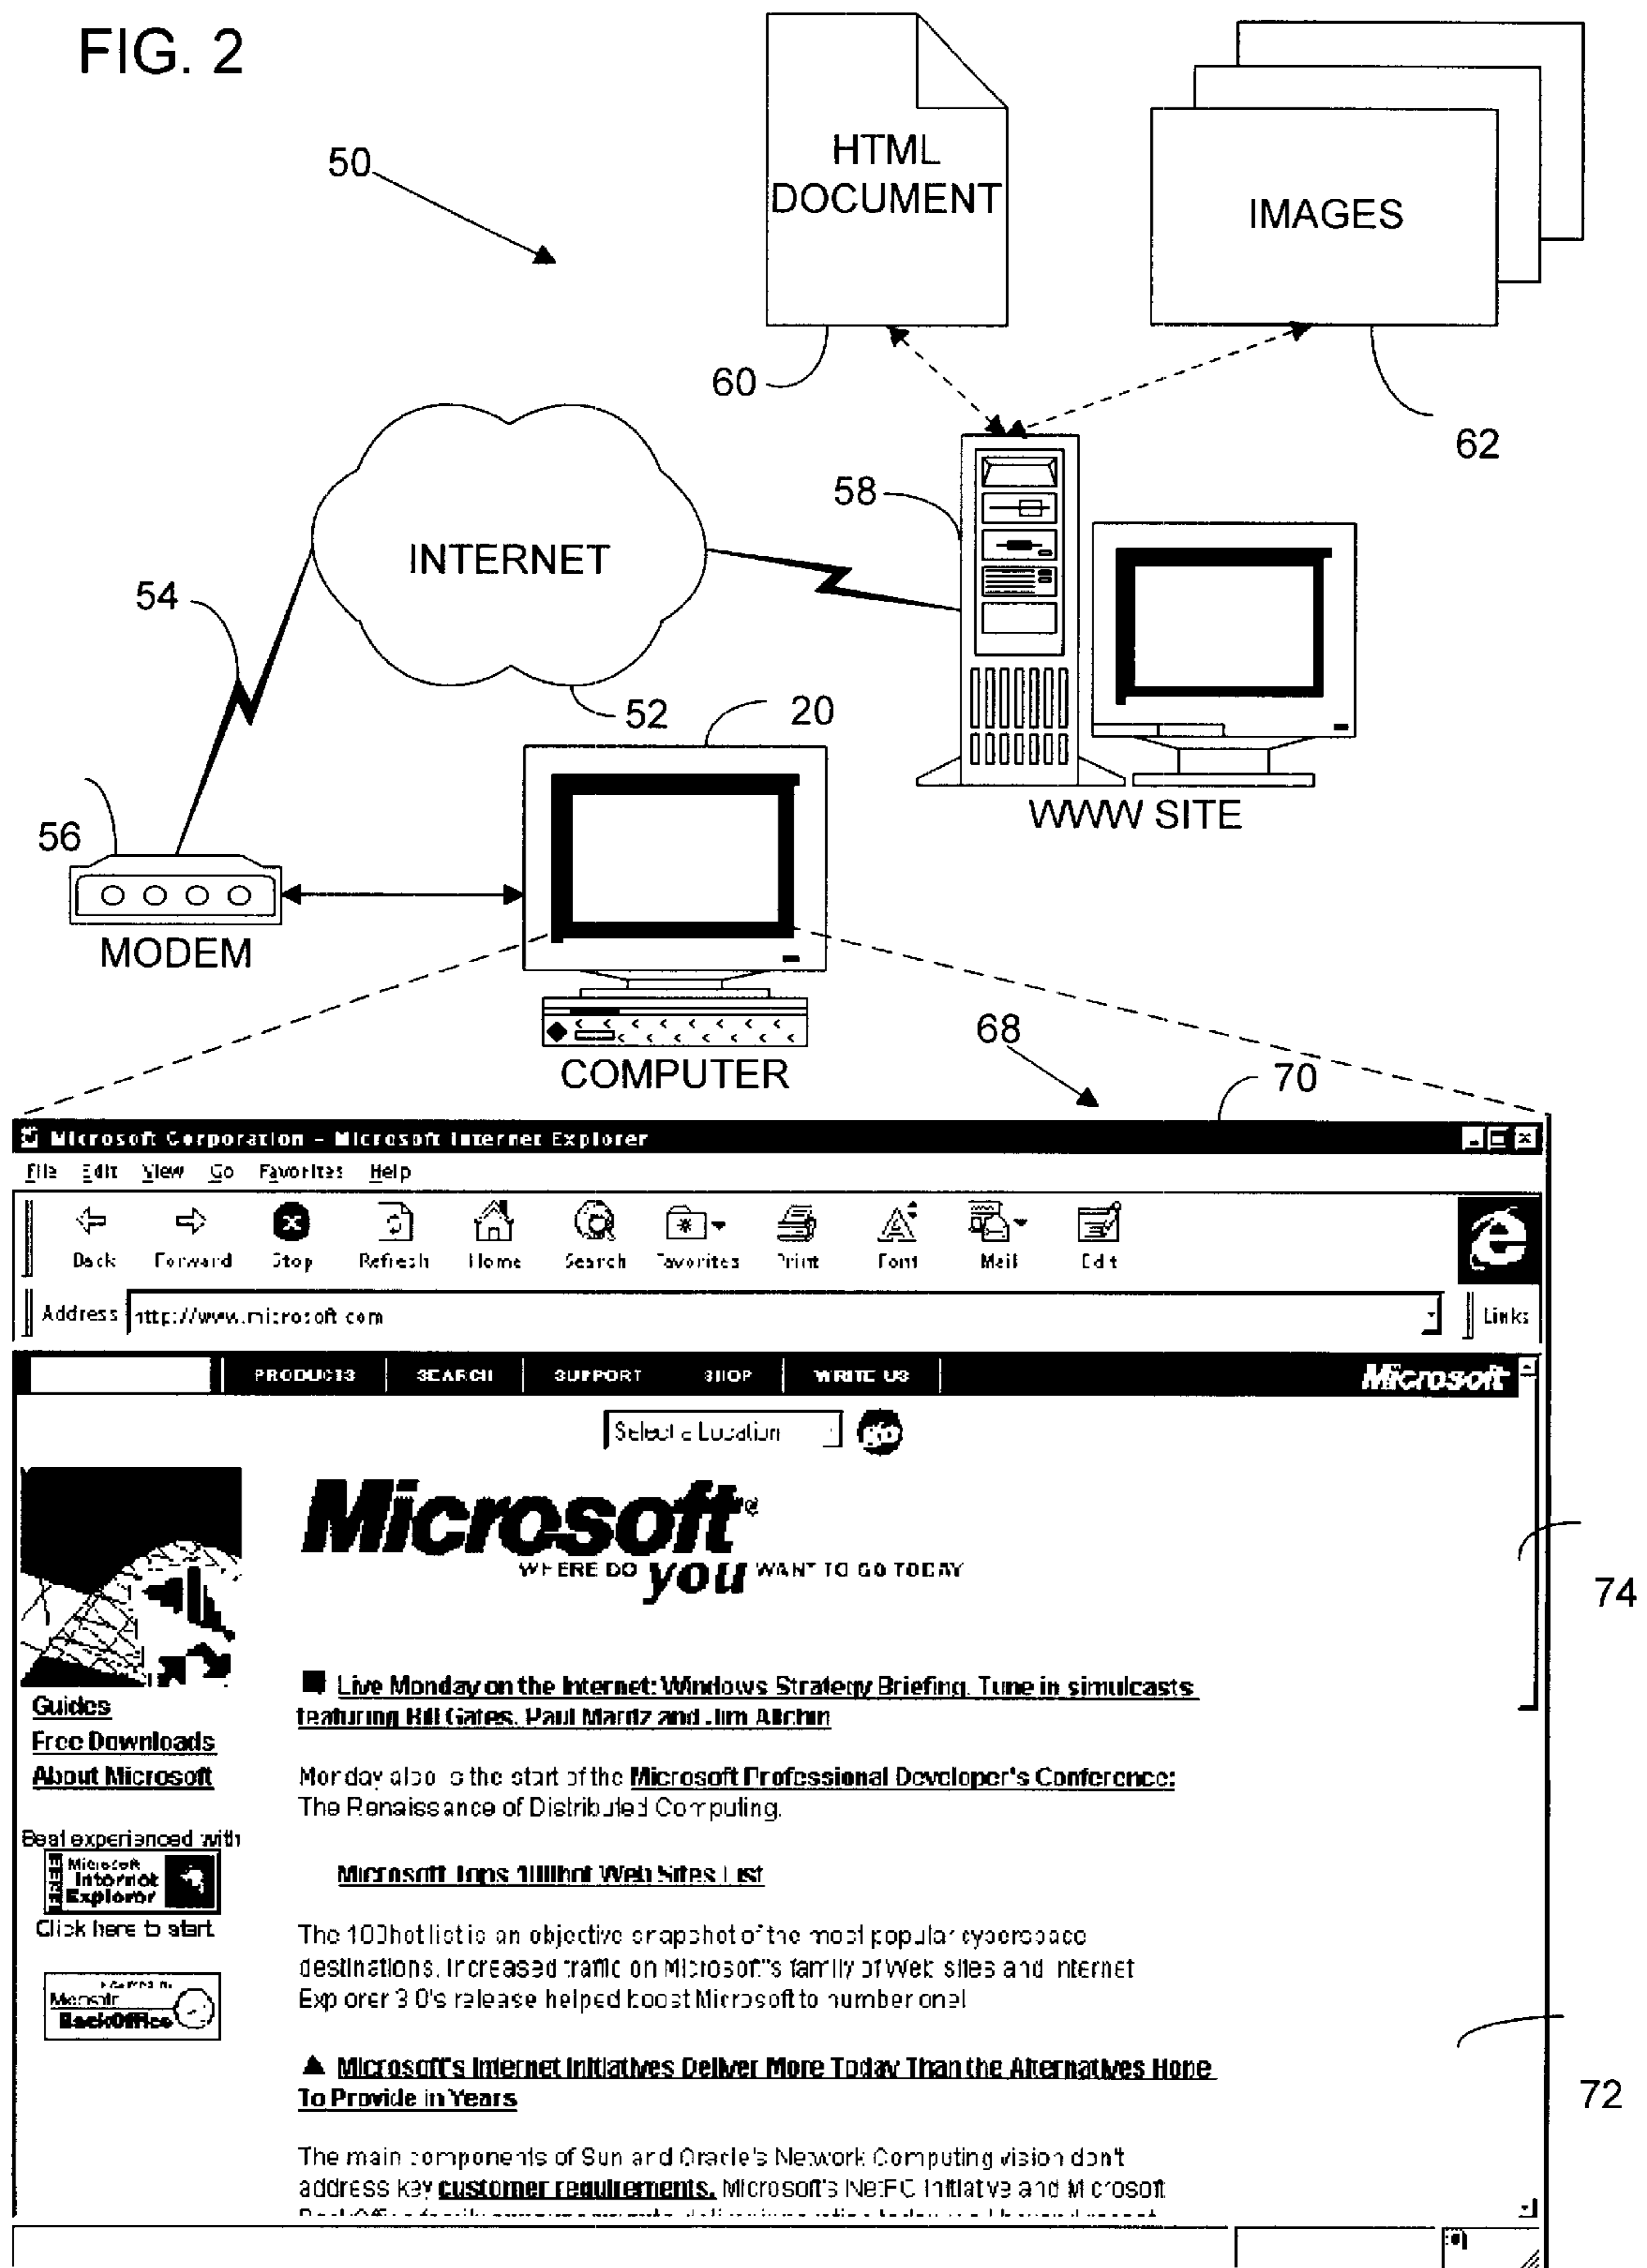 FIG. 2
50
HTML
DOCUMENT
IMAGES
60
62
58
INTERNET
54
52
20
WWW SITE
56
MODEM
COMPUTER
68
70
Microsoft Corporation - Microsoft Internet Explorer
File Edit View Go Favorites Help
Back Forward Stop Refresh Home Search Favorites Print Font Mail Edit
Address http://www.microsoft.com Links
PRODUCTS SEARCH SUPPORT SHOP WRITE US Microsoft
Select a Location
Microsoft®
WHERE DO you WANT TO GO TODAY
74
Live Monday on the Internet: Windows Strategy Briefing. Tune in simulcasts
featuring Bill Gates, Paul Maritz and Jim Allchin
Guides
Free Downloads
About Microsoft
Monday also is the start of the Microsoft Professional Developer's Conference:
The Renaissance of Distributed Computing.
Best experienced with
Microsoft
Internet
Explorer
Click here to start.
Microsoft
BackOffice
Microsoft Tops 100hot Web Sites List
The 100hot list is an objective snapshot of the most popular cyberspace
destinations. Increased traffic on Microsoft's family of Web sites and Internet
Explorer 3.0's release helped boost Microsoft to number one!
Microsoft's Internet Initiatives Deliver More Today Than the Alternatives Hope
To Provide in Years
72
The main components of Sun and Oracle's Network Computing vision don't
address key customer requirements. Microsoft's NetPC Initiative and Microsoft